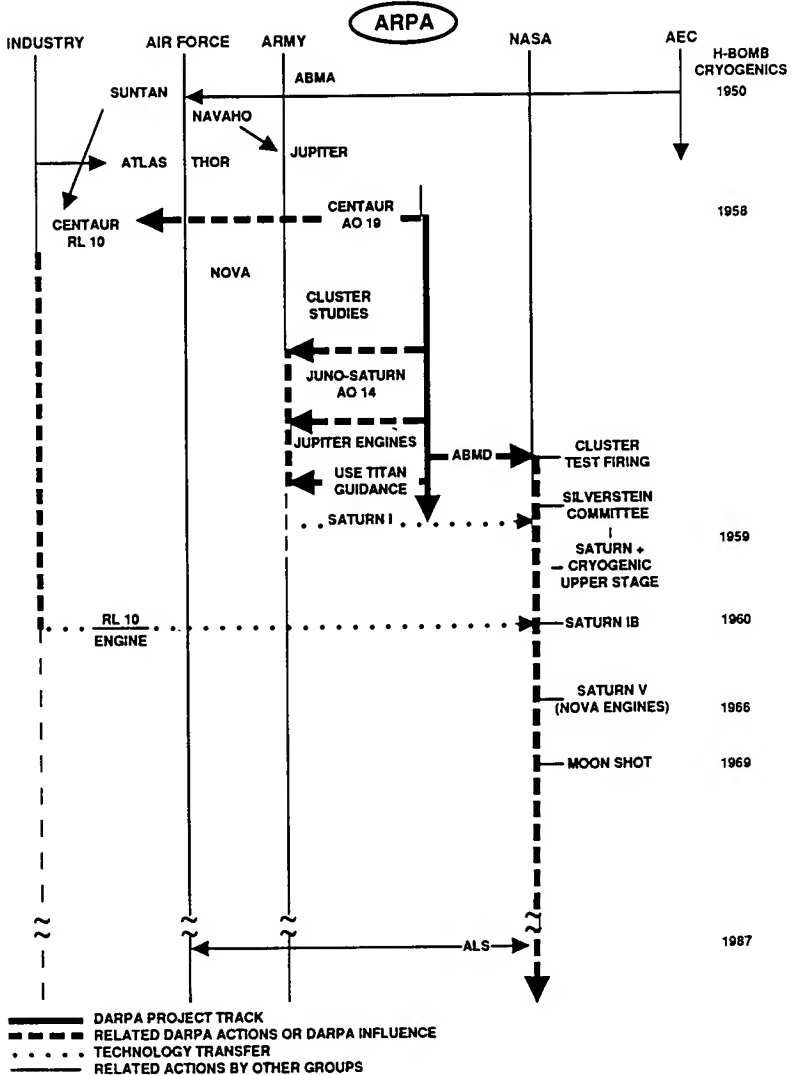 ARPA
INDUSTRY
AIR FORCE
ARMY
NASA
AEC
H-BOMB
CRYOGENICS
ABMA
SUNTAN
1950
NAVAHO
JUPITER
ATLAS
THOR
CENTAUR
AO 19
1958
CENTAUR
RL 10
NOVA
CLUSTER
STUDIES
JUNO-SATURN
AO 14
JUPITER ENGINES
ABMD
CLUSTER
TEST FIRING
USE TITAN
GUIDANCE
SILVERSTEIN
COMMITTEE
SATURN I
1959
SATURN +
CRYOGENIC
UPPER STAGE
RL 10
ENGINE
SATURN IB
1960
SATURN V
(NOVA ENGINES)
1966
MOON SHOT
1969
ALS
1987
DARPA PROJECT TRACK
RELATED DARPA ACTIONS OR DARPA INFLUENCE
TECHNOLOGY TRANSFER
RELATED ACTIONS BY OTHER GROUPS